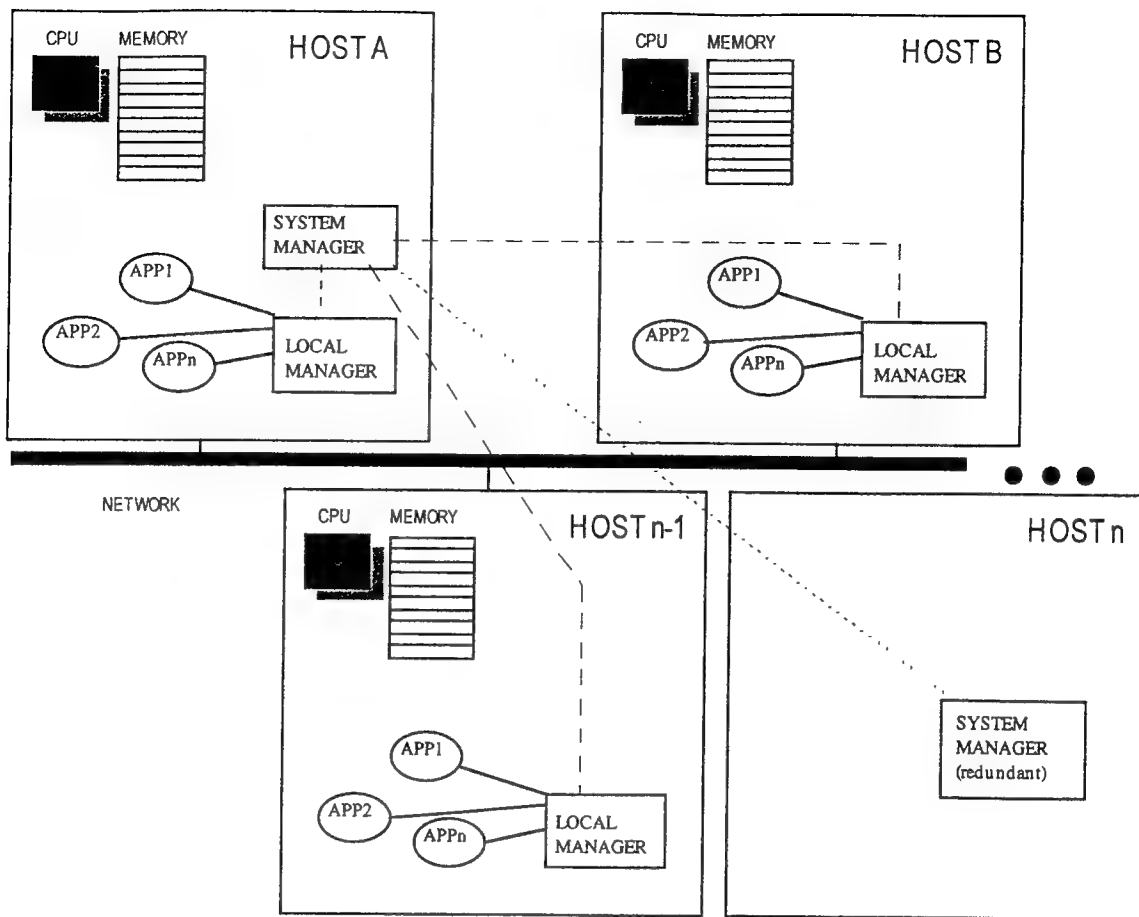 CPU MEMORY
HOST A
SYSTEM
MANAGER
APP1
APP2
APPn
LOCAL
MANAGER
CPU MEMORY
HOST B
APP1
APP2
APPn
LOCAL
MANAGER
NETWORK
CPU MEMORY
HOST n-1
APP1
APP2
APPn
LOCAL
MANAGER
HOST n
SYSTEM
MANAGER
(redundant)